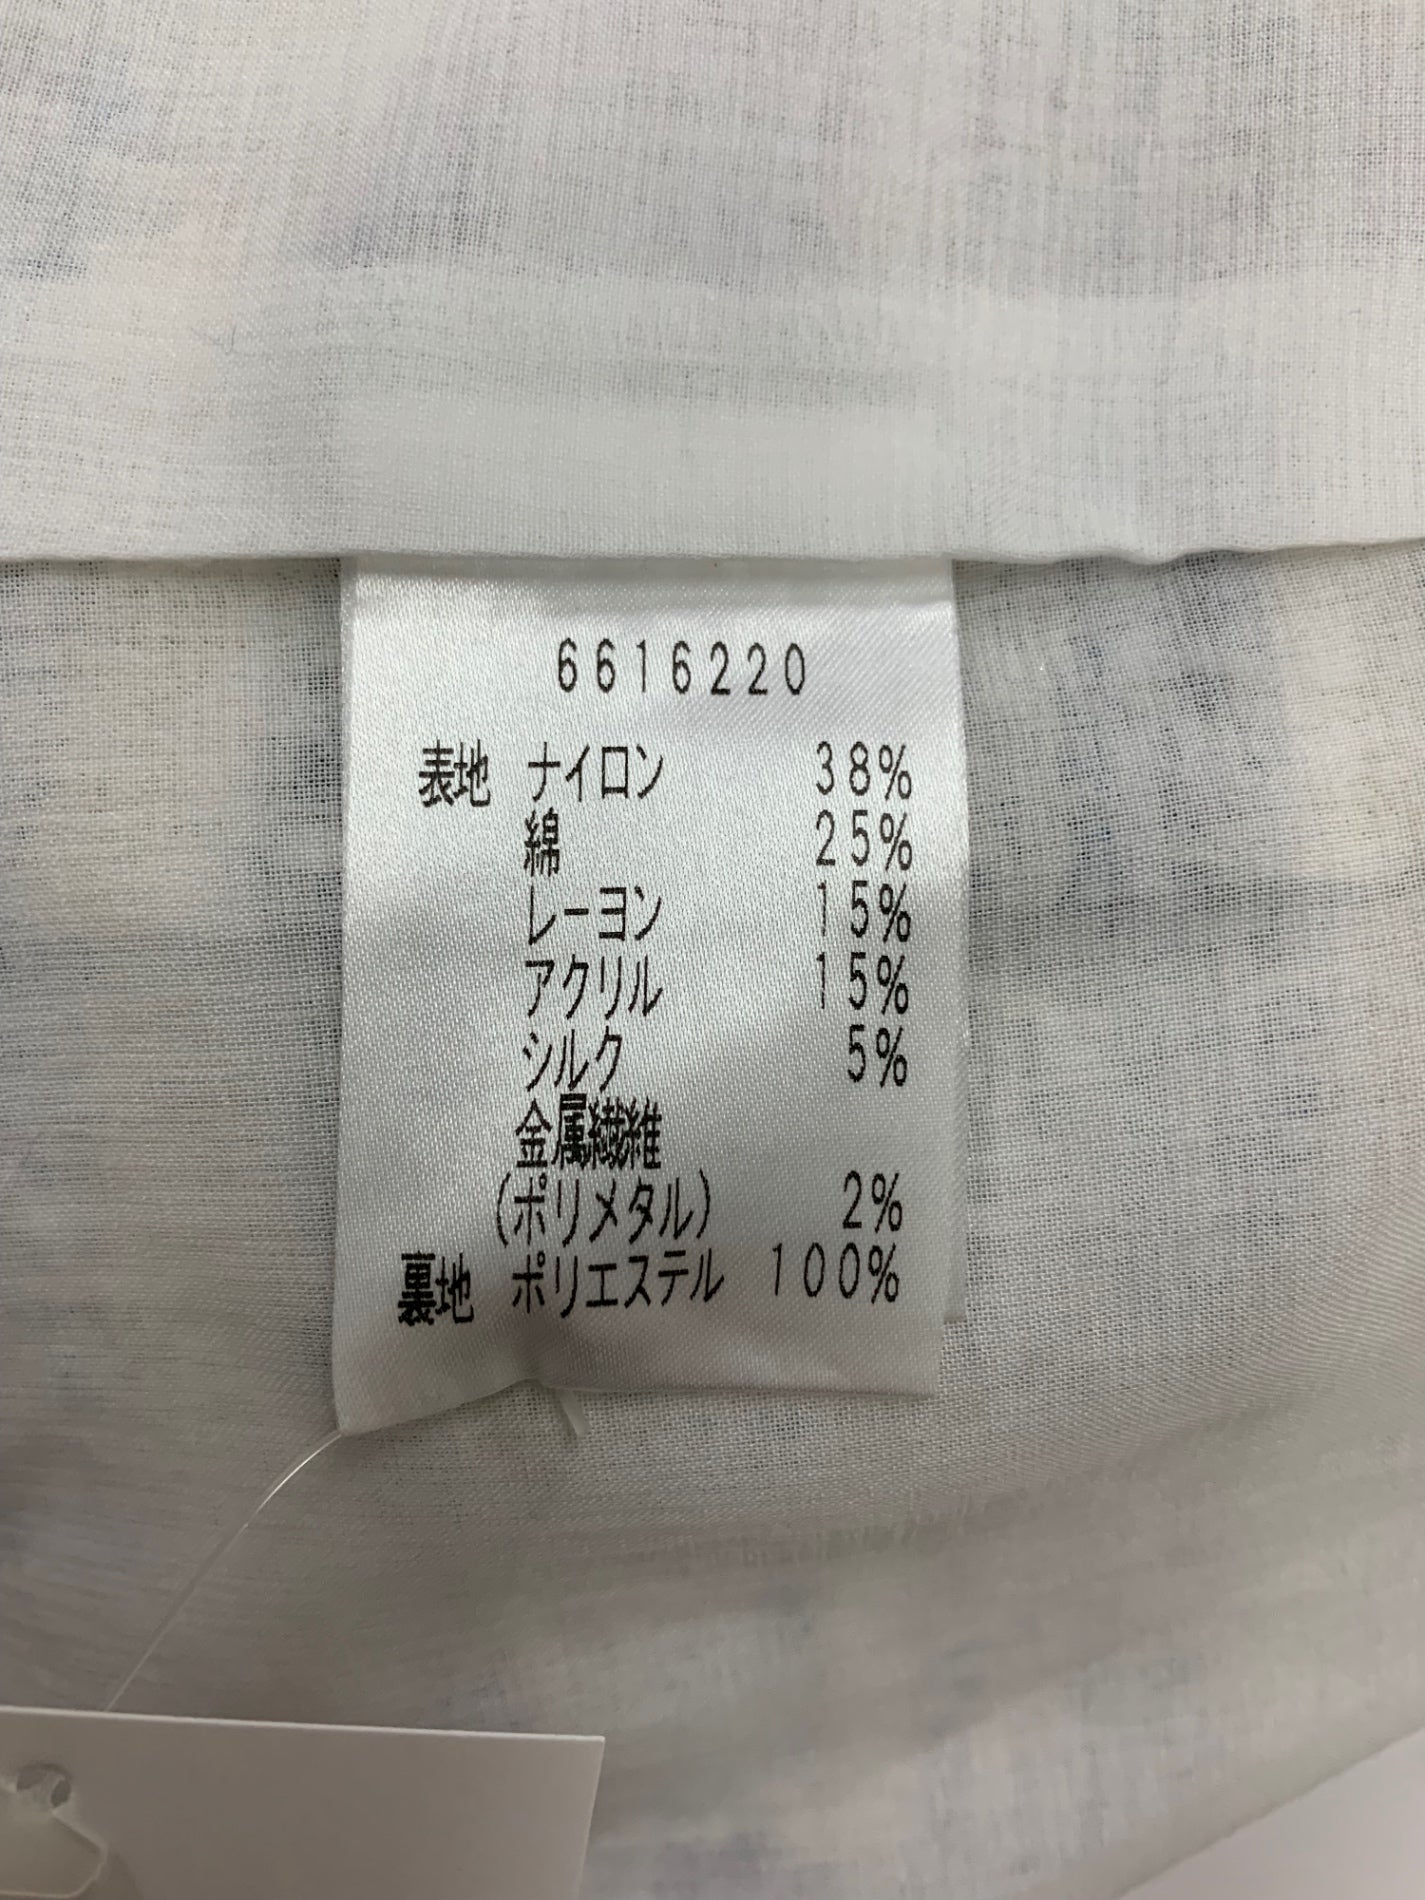 6616220
表地 ナイロン 38%
綿 25%
レーヨン 15%
アクリル 15%
シルク 5%
金属繊維
(ポリメタル) 2%
裏地 ポリエステル 100%